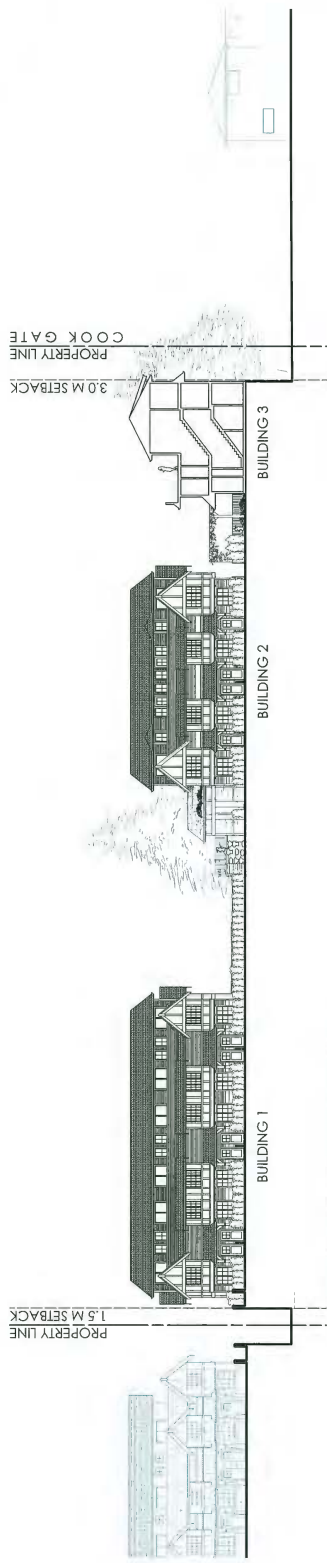 PROPERTY LINE
1.5 M SETBACK
BUILDING 1
BUILDING 2
BUILDING 3
3.0 M SETBACK
PROPERTY LINE
COOK GATE